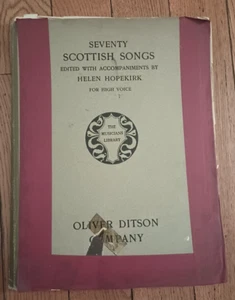 SEVENTY
SCOTTISH SONGS
EDITED WITH ACCOMPANIMENTS BY
HELEN HOPEKIRK
FOR HIGH VOICE
THE
MUSICIANS
LIBRARY
OLIVER DITSON
COMPANY